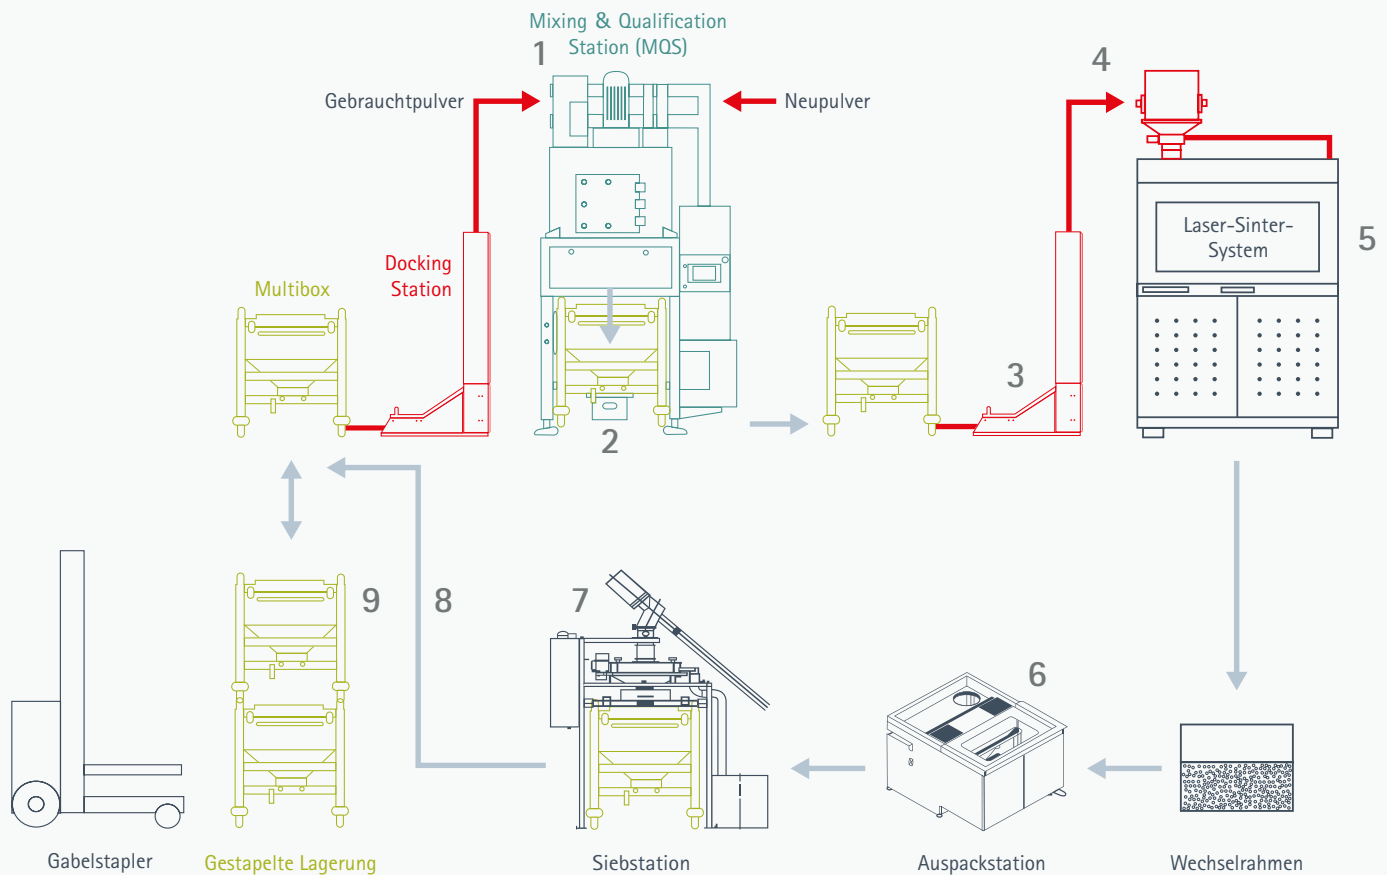 Mixing & Qualification
Station (MQS)
1
4
Gebrauchtpulver
Neupulver
Laser-Sinter-
System
5
Docking
Station
Multibox
3
2
9
8
7
6
Gabelstapler
Gestapelte Lagerung
Siebstation
Auspackstation
Wechselrahmen